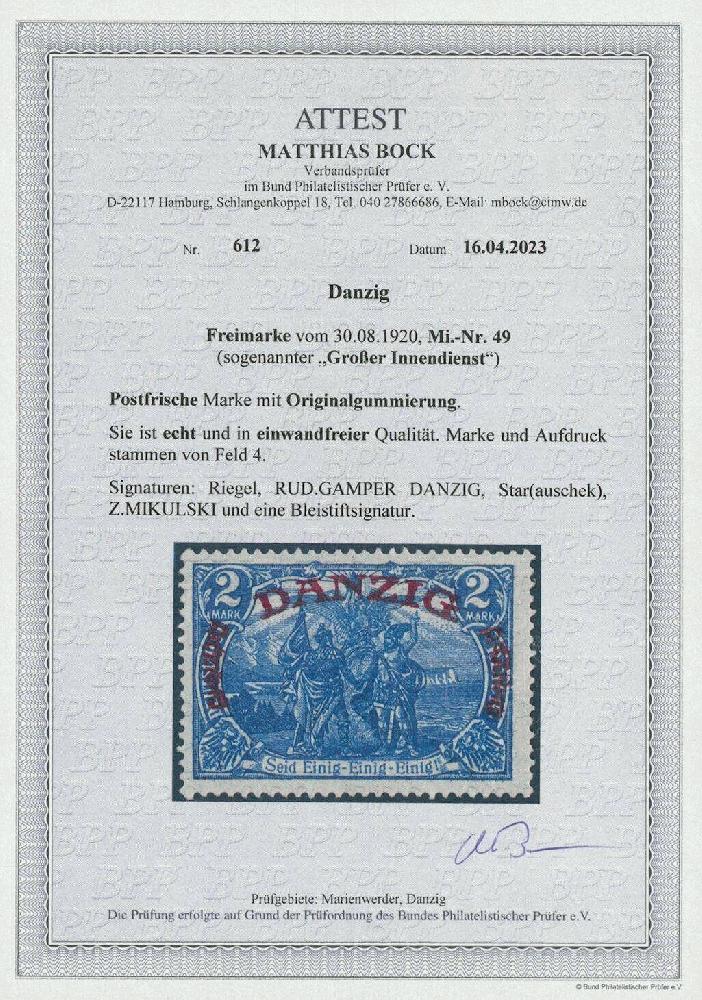 ATTEST
MATTHIAS BOCK
Verbandsprüfer
im Bund Philatelistischer Prüfer e. V.
D-22117 Hamburg, Schlangenkoppel 18, Tel. 040 27866686, E-Mail: mbock@cimw.de
Nr. 612 Datum 16.04.2023
Danzig
Freimarke vom 30.08.1920, Mi.-Nr. 49
(sogenannter „Großer Innendienst“)
Postfrische Marke mit Originalgummierung.
Sie ist echt und in einwandfreier Qualität. Marke und Aufdruck
stammen von Feld 4.
Signaturen: Riegel, RUD.GAMPER DANZIG, Star(auschek),
Z.MIKULSKI und eine Bleistiftsignatur.
2 DANZIG 2
MARK MARK
Danzig Danzig
Seid Einig-Einig-Einig!
Prüfgebiete: Marienwerder, Danzig
Die Prüfung erfolgte auf Grund der Prüfordnung des Bundes Philatelistischer Prüfer e.V.
© Bund Philatelistischer Prüfer e.V.